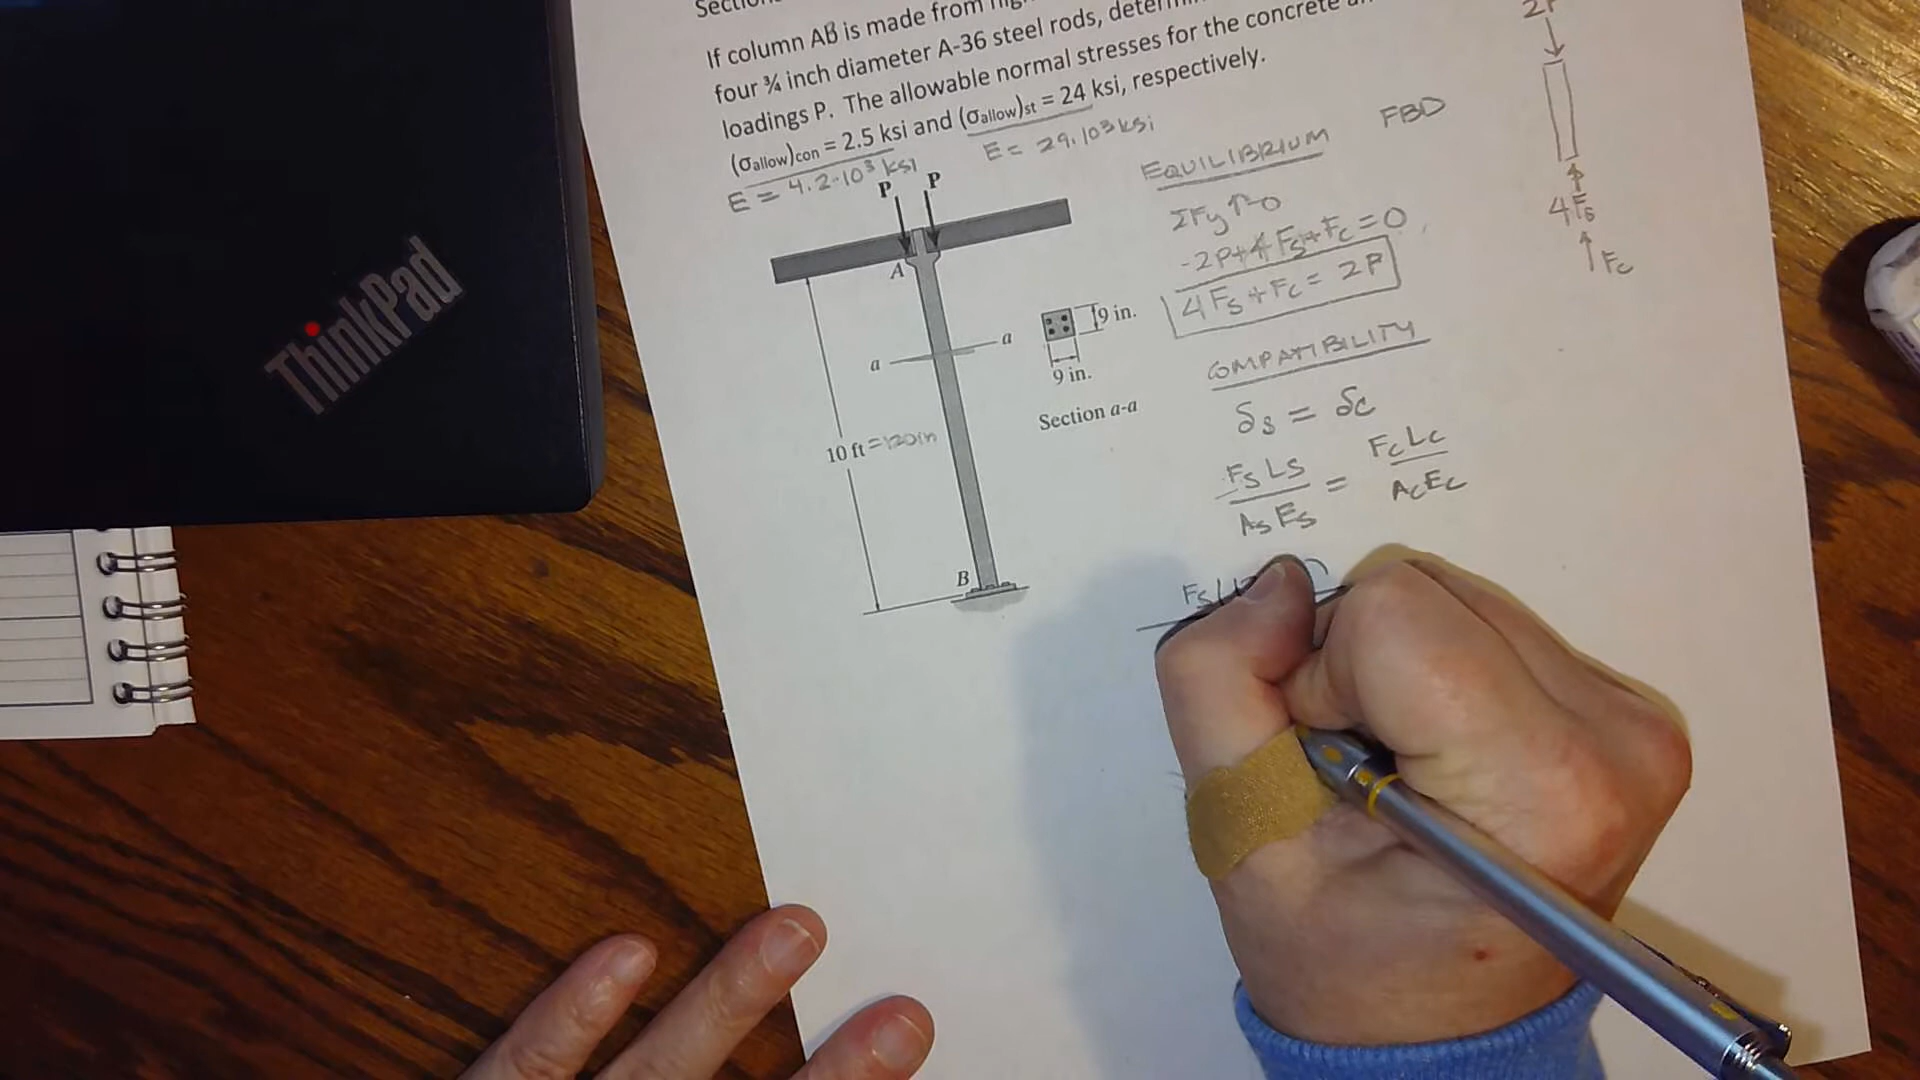 If column AB is made from
four ¾ inch diameter A-36 steel rods,
loadings P. The allowable normal stresses for the concrete
(σallow)con = 2.5 ksi and (σallow)st = 24 ksi, respectively.
E = 4.2·10³ ksi
E = 29·10³ ksi
P P
A
a a
10 ft = 120in
B
9 in.
9 in.
Section a-a
EQUILIBRIUM
ΣFy↑=0
-2P+4Fs+Fc=0
4Fs+Fc = 2P
COMPATIBILITY
δs = δc
FsLs / AsEs = FcLc / AcEc
Fs
FBD
4Fs
Fc
ThinkPad